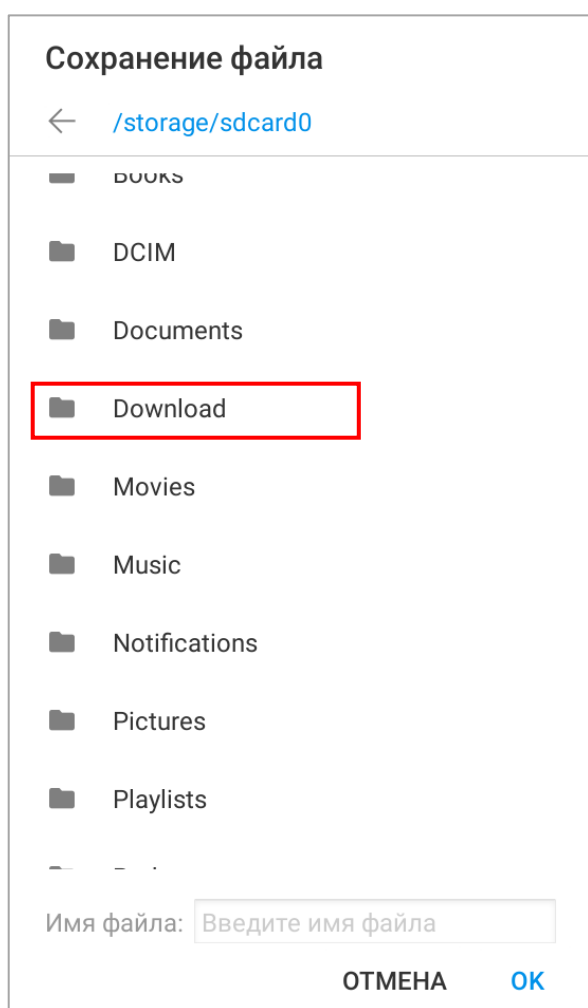 Сохранение файла
/storage/sdcard0
Books
DCIM
Documents
Download
Movies
Music
Notifications
Pictures
Playlists
Имя файла: Введите имя файла
ОТМЕНА OK